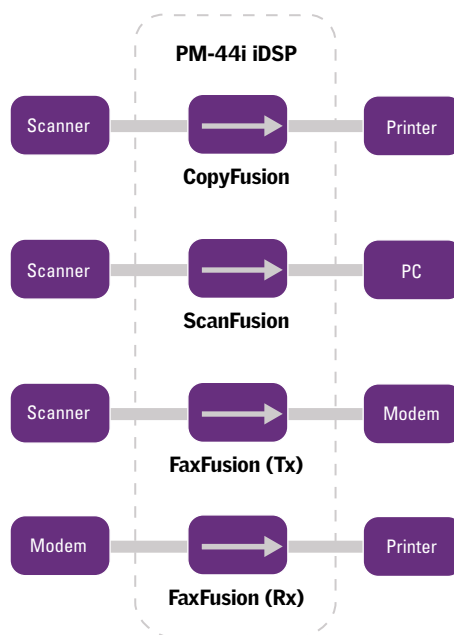 PM-44i iDSP
Scanner
Printer
CopyFusion
Scanner
PC
ScanFusion
Scanner
Modem
FaxFusion (Tx)
Modem
Printer
FaxFusion (Rx)